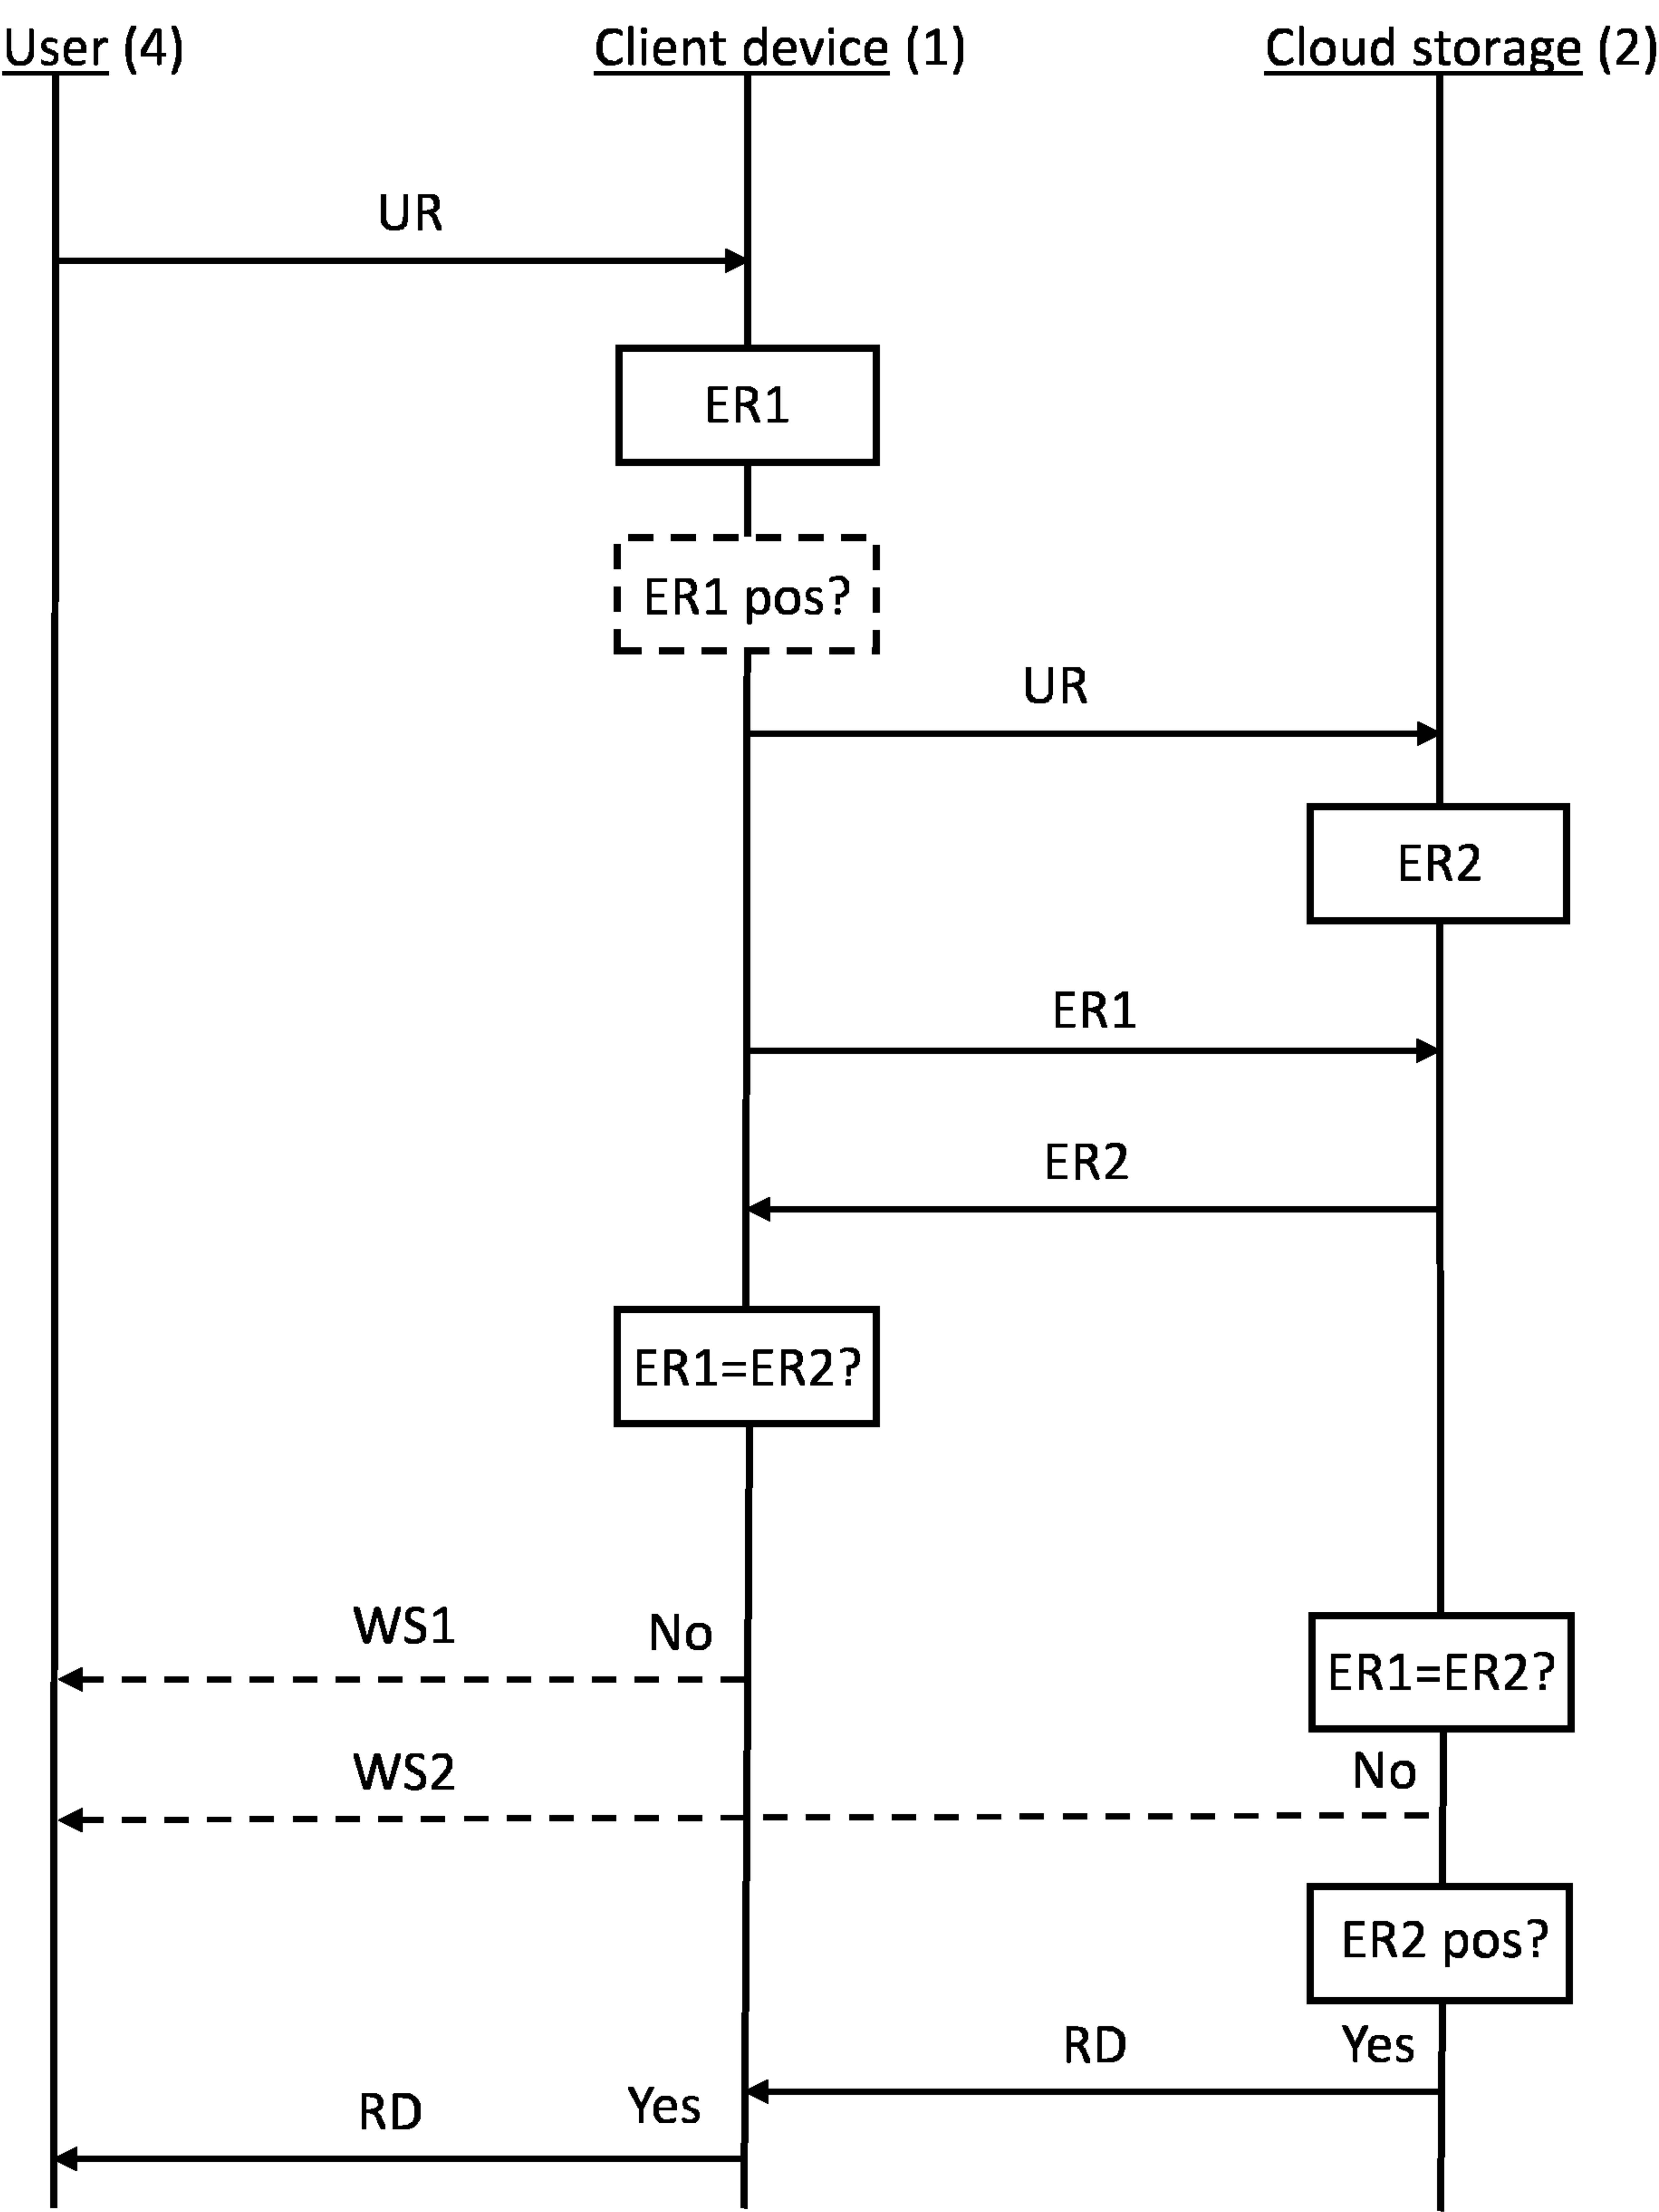 User (4) Client device (1) Cloud storage (2)
UR
ER1
ER1 pos?
UR
ER2
ER1
ER2
ER1=ER2?
WS1 No
ER1=ER2?
WS2 No
ER2 pos?
RD Yes
RD Yes